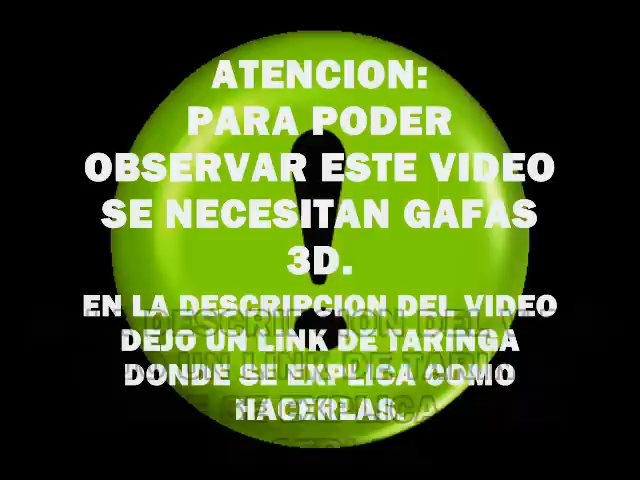 ATENCION:
PARA PODER
OBSERVAR ESTE VIDEO
SE NECESITAN GAFAS
3D.
EN LA DESCRIPCION DEL VIDEO
DEJO UN LINK DE TARINGA
DONDE SE EXPLICA COMO
HACERLAS.